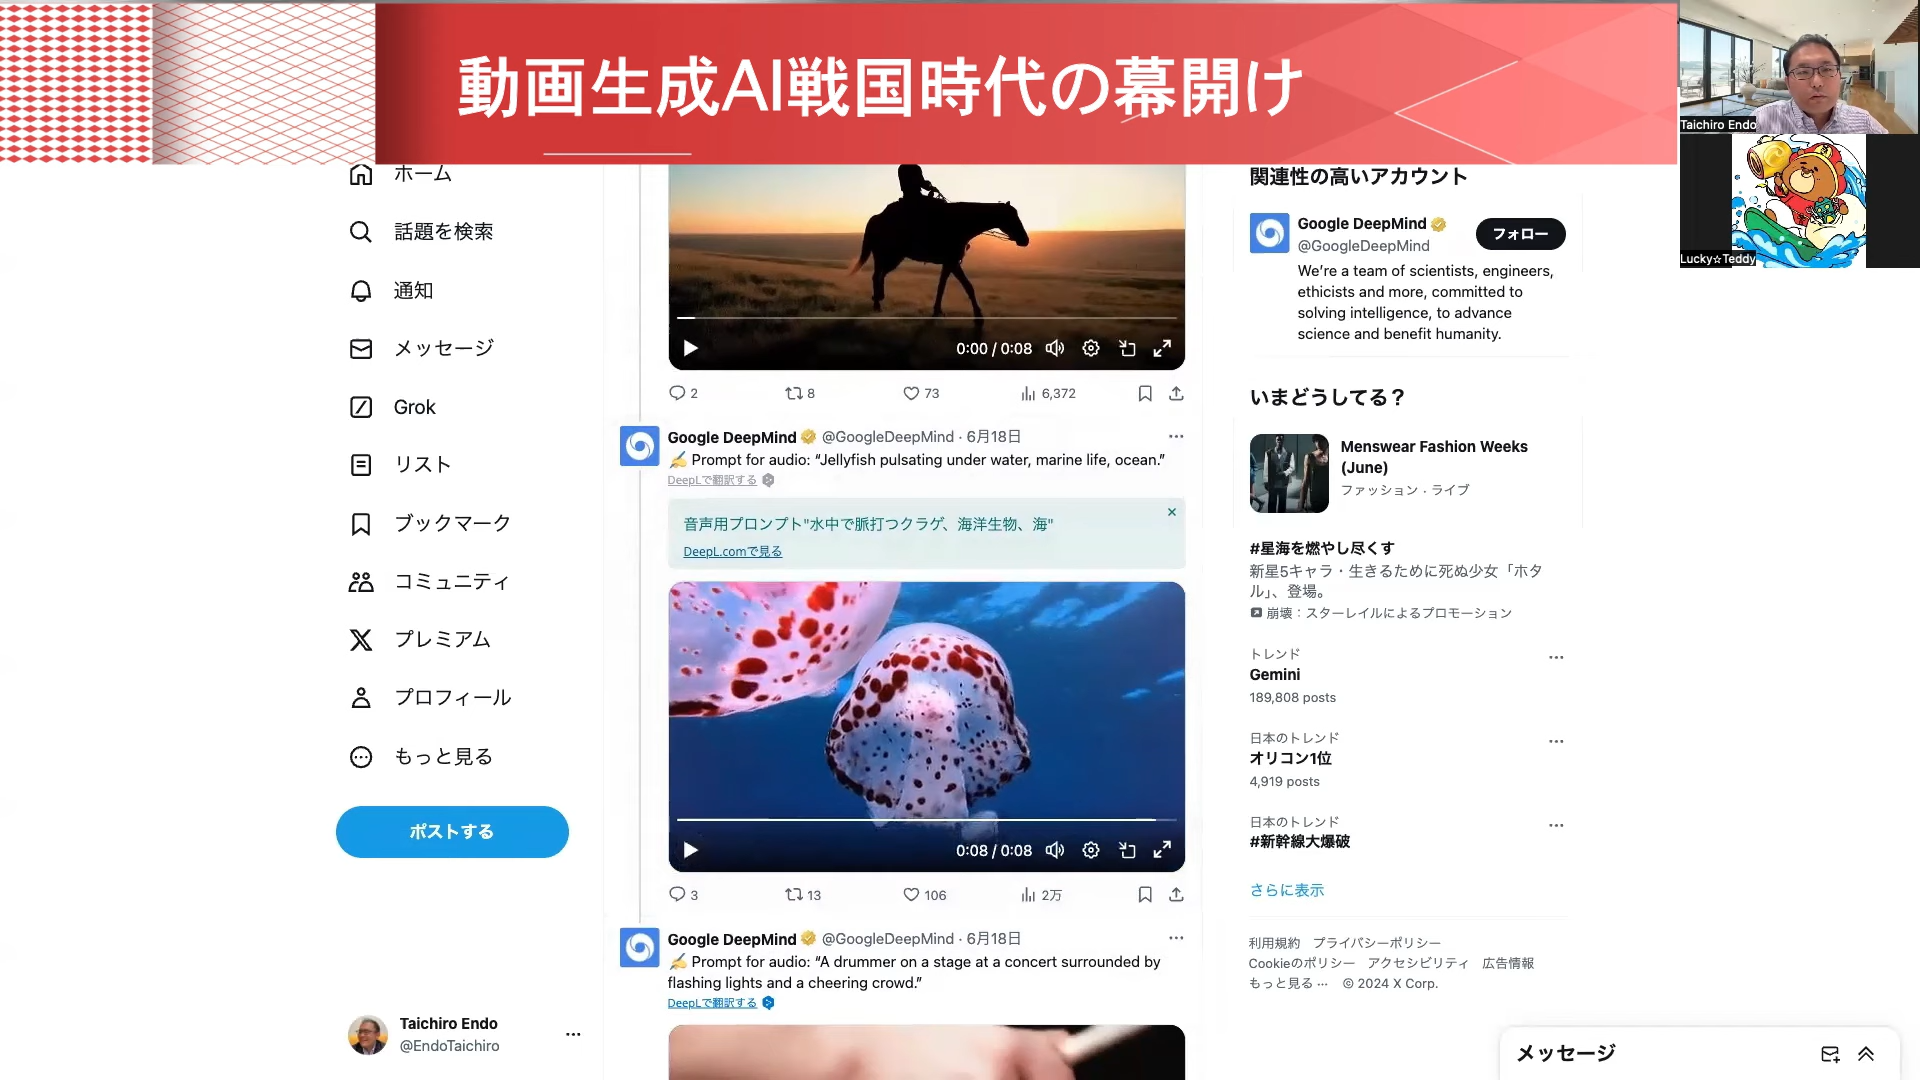 動画生成AI戦国時代の幕開け
Taichiro Endo
Lucky☆Teddy
ホーム
話題を検索
通知
メッセージ
Grok
リスト
ブックマーク
コミュニティ
プレミアム
プロフィール
もっと見る
ポストする
Taichiro Endo
@EndoTaichiro
0:00 / 0:08
2
8
73
6,372
Google DeepMind @GoogleDeepMind · 6月18日
✍️ Prompt for audio: “Jellyfish pulsating under water, marine life, ocean.”
DeepLで翻訳する
音声用プロンプト"水中で脈打つクラゲ、海洋生物、海"
DeepL.comで見る
0:08 / 0:08
3
13
106
2万
Google DeepMind @GoogleDeepMind · 6月18日
✍️ Prompt for audio: “A drummer on a stage at a concert surrounded by
flashing lights and a cheering crowd.”
DeepLで翻訳する
関連性の高いアカウント
Google DeepMind
@GoogleDeepMind
フォロー
We’re a team of scientists, engineers,
ethicists and more, committed to
solving intelligence, to advance
science and benefit humanity.
いまどうしてる？
Menswear Fashion Weeks
(June)
ファッション · ライブ
#星海を燃やし尽くす
新星5キャラ・生きるために死ぬ少女「ホタ
ル」、登場。
崩壊：スターレイルによるプロモーション
トレンド
Gemini
189,808 posts
日本のトレンド
オリコン1位
4,919 posts
日本のトレンド
#新幹線大爆破
さらに表示
利用規約 プライバシーポリシー
Cookieのポリシー アクセシビリティ 広告情報
もっと見る ··· © 2024 X Corp.
メッセージ